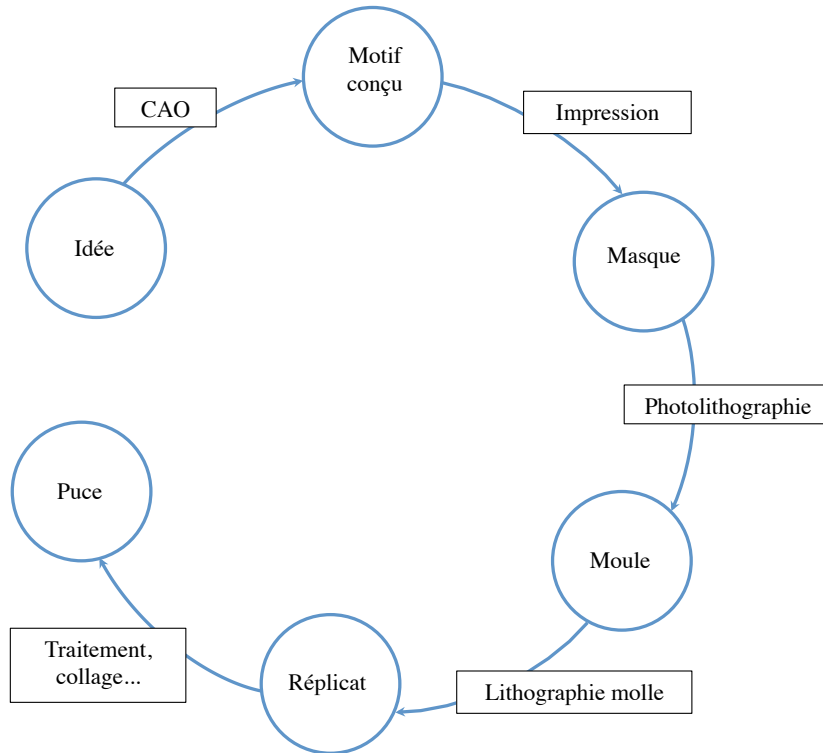 Motif
conçu
CAO
Impression
Idée
Masque
Photolithographie
Puce
Moule
Traitement,
collage...
Réplicat
Lithographie molle